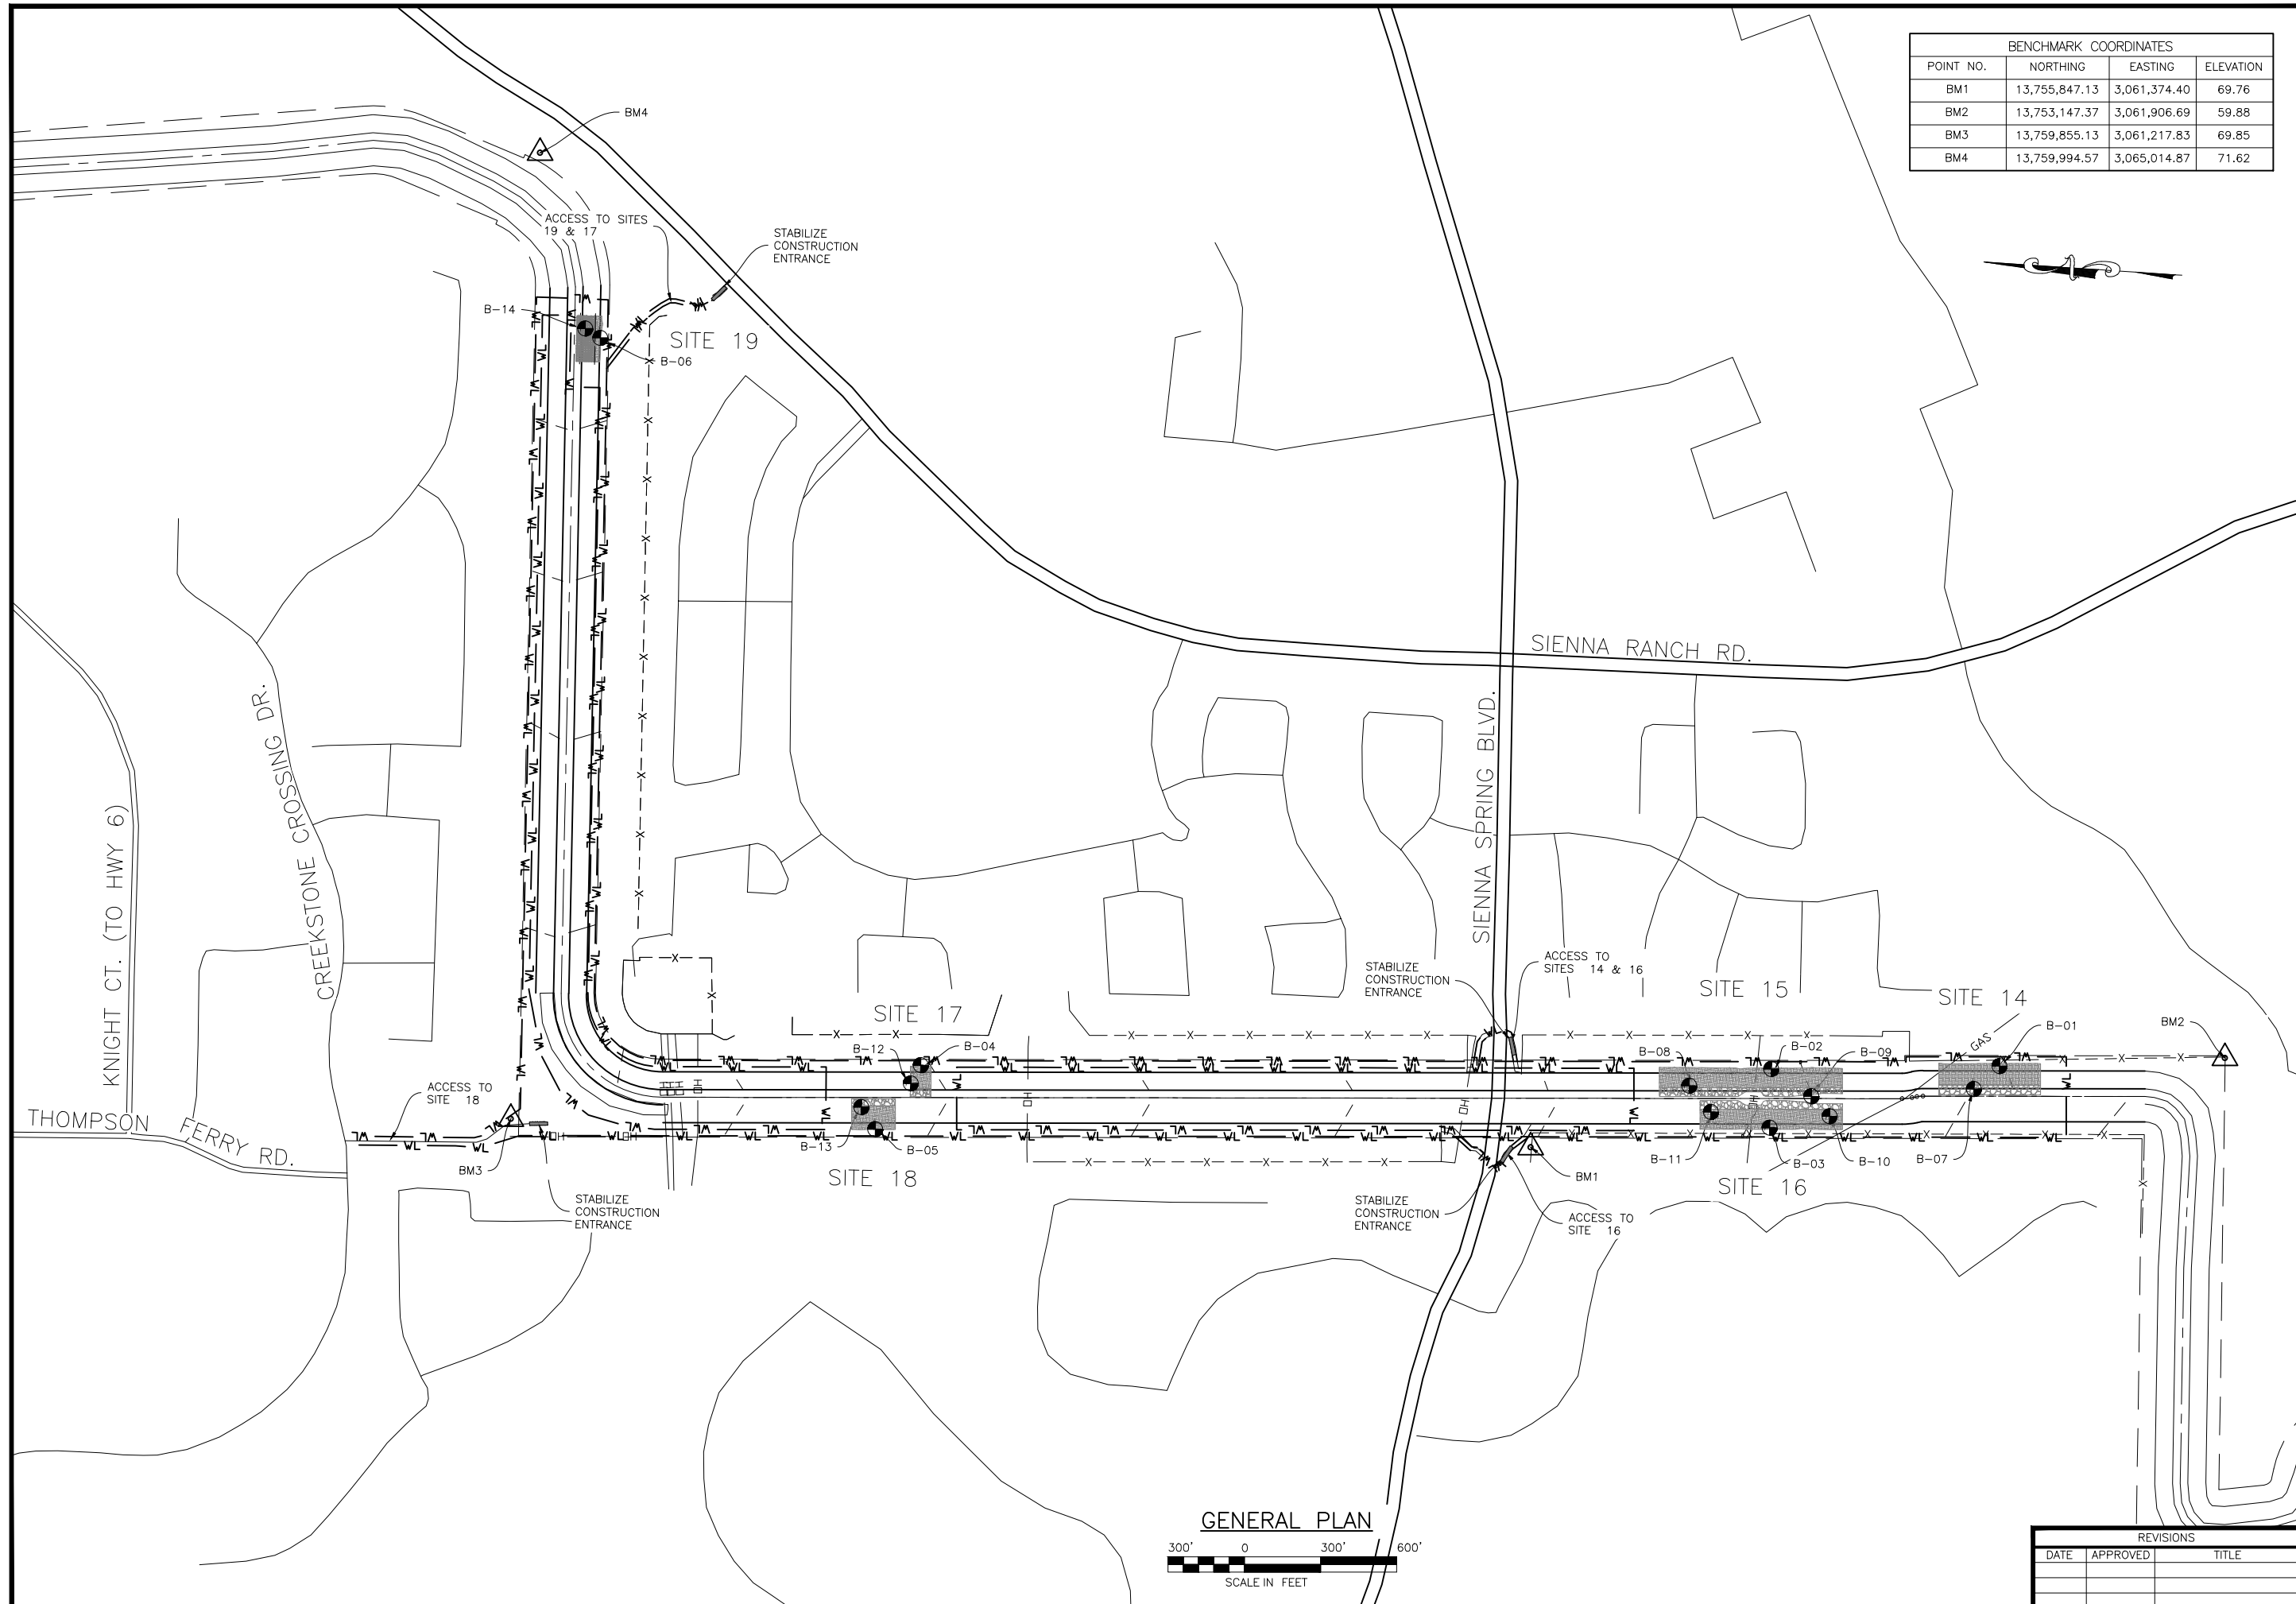 BENCHMARK COORDINATES
POINT NO. NORTHING EASTING ELEVATION
BM1 13,755,847.13 3,061,374.40 69.76
BM2 13,753,147.37 3,061,906.69 59.88
BM3 13,759,855.13 3,061,217.83 69.85
BM4 13,759,994.57 3,065,014.87 71.62
BM4
ACCESS TO SITES
19 & 17
STABILIZE
CONSTRUCTION
ENTRANCE
B-14
SITE 19
B-06
SIENNA RANCH RD.
SIENNA SPRING BLVD.
CREEKSTONE CROSSING DR.
KNIGHT CT. (TO HWY 6)
THOMPSON
FERRY RD.
ACCESS TO
SITE 18
BM3
STABILIZE
CONSTRUCTION
ENTRANCE
SITE 17
B-12
B-04
B-13
B-05
SITE 18
STABILIZE
CONSTRUCTION
ENTRANCE
ACCESS TO
SITES 14 & 16
SITE 15
SITE 14
B-08
B-02
B-09
GAS
B-01
BM2
B-11
B-03
B-10
B-07
SITE 16
BM1
STABILIZE
CONSTRUCTION
ENTRANCE
ACCESS TO
SITE 16
GENERAL PLAN
300' 0 300' 600'
SCALE IN FEET
REVISIONS
DATE APPROVED TITLE